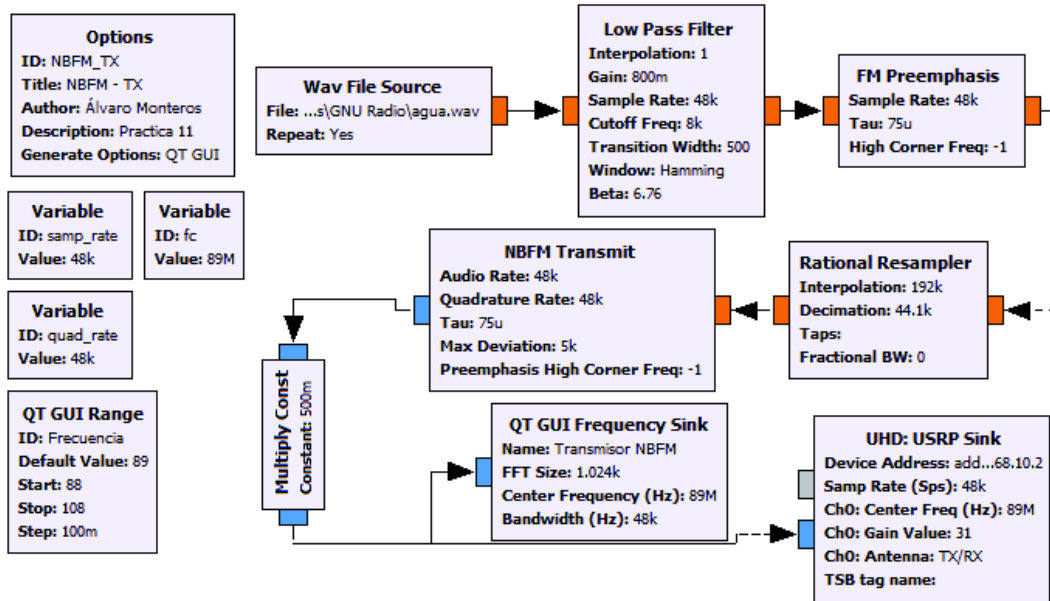 Options
ID: NBFM_TX
Title: NBFM - TX
Author: Álvaro Monteros
Description: Practica 11
Generate Options: QT GUI
Wav File Source
File: ...s\GNU Radio\agua.wav
Repeat: Yes
Low Pass Filter
Interpolation: 1
Gain: 800m
Sample Rate: 48k
Cutoff Freq: 8k
Transition Width: 500
Window: Hamming
Beta: 6.76
FM Preemphasis
Sample Rate: 48k
Tau: 75u
High Corner Freq: -1
Variable
ID: samp_rate
Value: 48k
Variable
ID: fc
Value: 89M
Variable
ID: quad_rate
Value: 48k
NBFM Transmit
Audio Rate: 48k
Quadrature Rate: 48k
Tau: 75u
Max Deviation: 5k
Preemphasis High Corner Freq: -1
Rational Resampler
Interpolation: 192k
Decimation: 44.1k
Taps:
Fractional BW: 0
QT GUI Range
ID: Frecuencia
Default Value: 89
Start: 88
Stop: 108
Step: 100m
Multiply Const
Constant: 500m
QT GUI Frequency Sink
Name: Transmisor NBFM
FFT Size: 1.024k
Center Frequency (Hz): 89M
Bandwidth (Hz): 48k
UHD: USRP Sink
Device Address: add...68.10.2
Samp Rate (Sps): 48k
Ch0: Center Freq (Hz): 89M
Ch0: Gain Value: 31
Ch0: Antenna: TX/RX
TSB tag name: